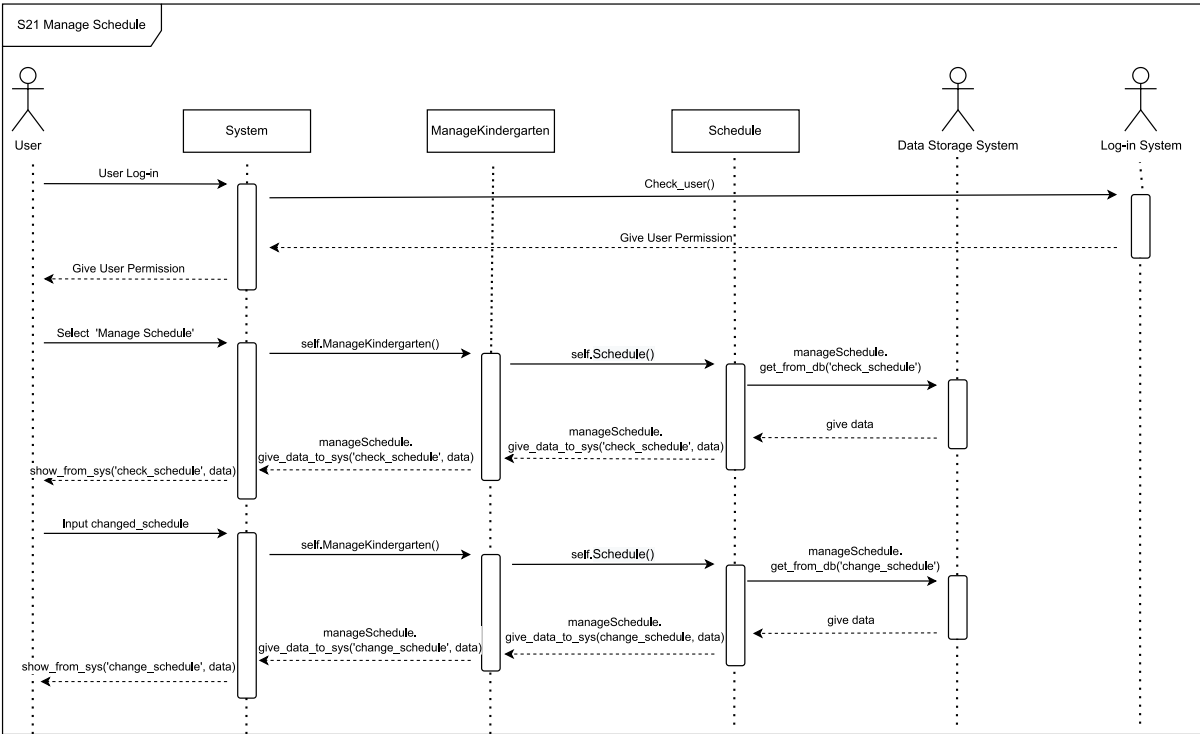 S21 Manage Schedule
User
System
ManageKindergarten
Schedule
Data Storage System
Log-in System
User Log-in
Check_user()
Give User Permission
Give User Permission
Select 'Manage Schedule'
self.ManageKindergarten()
self.Schedule()
manageSchedule.
get_from_db('check_schedule')
give data
manageSchedule.
give_data_to_sys('check_schedule', data)
manageSchedule.
give_data_to_sys('check_schedule', data)
show_from_sys('check_schedule', data)
Input changed_schedule
self.ManageKindergarten()
self.Schedule()
manageSchedule.
get_from_db('change_schedule')
give data
manageSchedule.
give_data_to_sys(change_schedule, data)
manageSchedule.
give_data_to_sys('change_schedule', data)
show_from_sys('change_schedule', data)